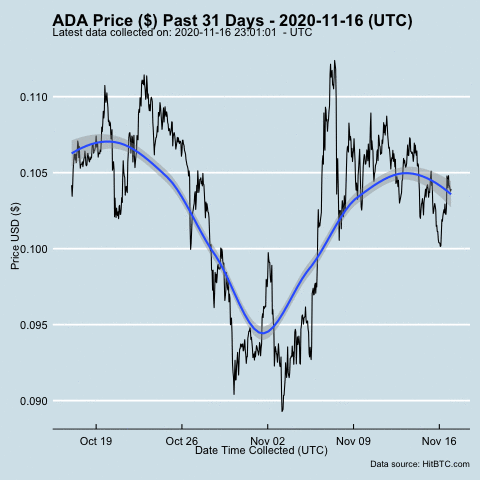 ADA Price ($) Past 31 Days - 2020-11-16 (UTC)
Latest data collected on: 2020-11-16 23:01:01  - UTC
Price USD ($)
0.110
0.105
0.100
0.095
0.090
Oct 19 Oct 26 Nov 02 Nov 09 Nov 16
Date Time Collected (UTC)
Data source: HitBTC.com